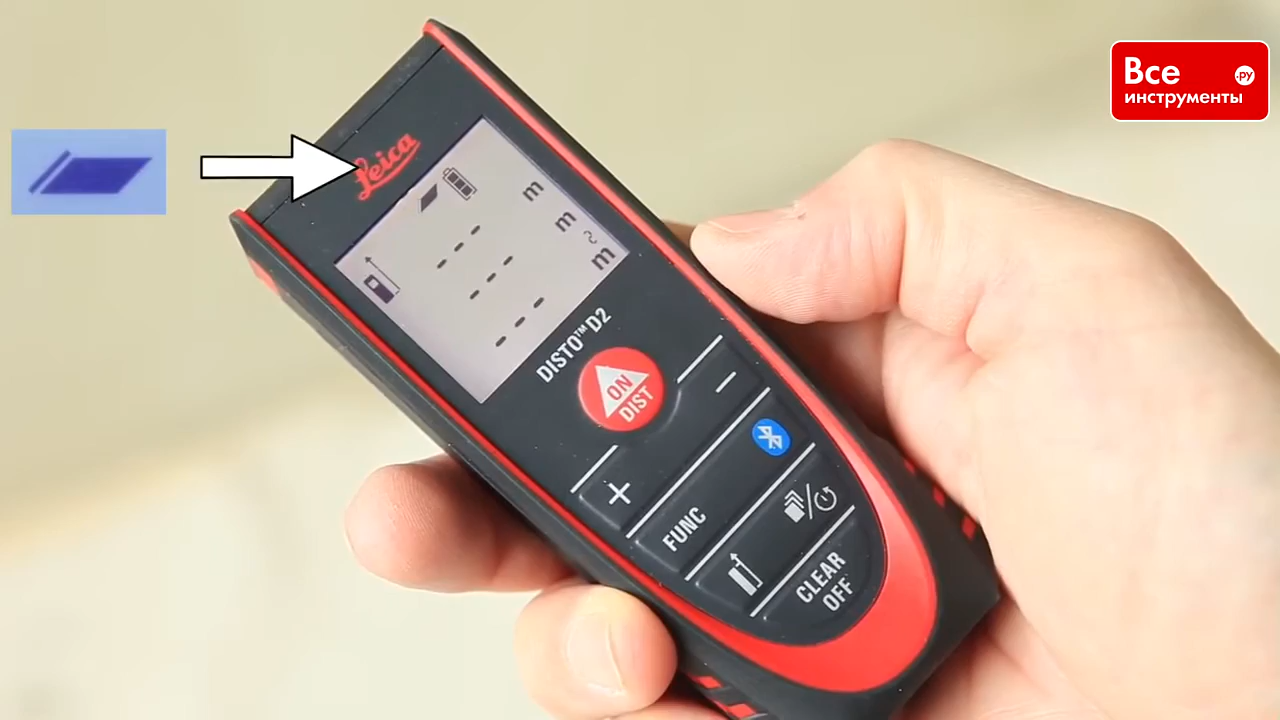 Все
.ру
инструменты
Leica
m
- - -
m
- - -
m
- - -
DISTO™ D2
ON
DIST
−
+
FUNC
CLEAR
OFF